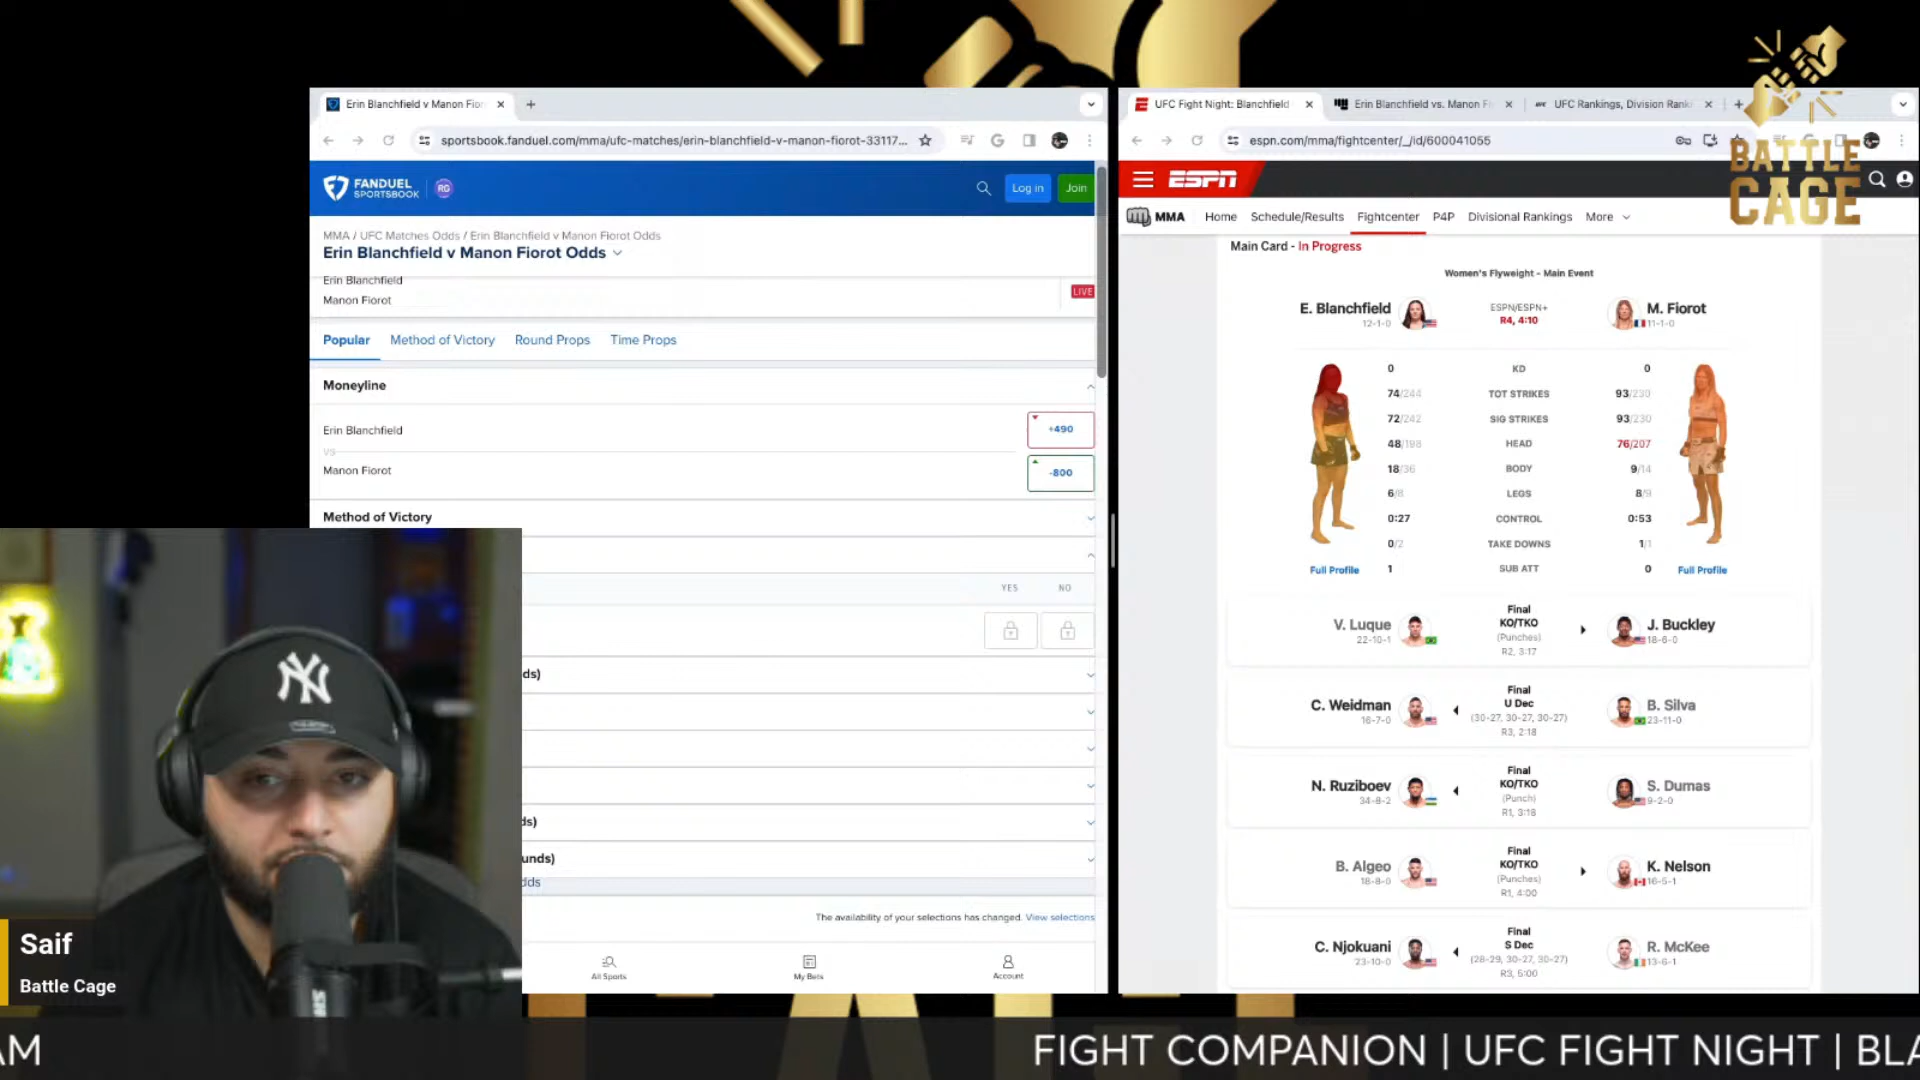 Erin Blanchfield v Manon Fior
sportsbook.fanduel.com/mma/ufc-matches/erin-blanchfield-v-manon-fiorot-33117...
FANDUEL
SPORTSBOOK
RG
Log in
Join
MMA / UFC Matches Odds / Erin Blanchfield v Manon Fiorot Odds
Erin Blanchfield v Manon Fiorot Odds
Erin Blanchfield
Manon Fiorot
LIVE
Popular
Method of Victory
Round Props
Time Props
Moneyline
Erin Blanchfield
+490
VS
Manon Fiorot
-800
Method of Victory
YES
NO
ds)
ds)
unds)
dds
The availability of your selections has changed. View selections
All Sports
My Bets
Account
UFC Fight Night: Blanchfield
Erin Blanchfield vs. Manon Fi
UFC Rankings, Division Ranki
espn.com/mma/fightcenter/_/id/600041055
BATTLE
CAGE
ESPN
MMA
Home
Schedule/Results
Fightcenter
P4P
Divisional Rankings
More
Main Card - In Progress
Women's Flyweight - Main Event
E. Blanchfield
12-1-0
ESPN/ESPN+
R4, 4:10
M. Fiorot
11-1-0
0 KD 0
74/244 TOT STRIKES 93/230
72/242 SIG STRIKES 93/230
48/198 HEAD 76/207
18/36 BODY 9/14
6/8 LEGS 8/9
0:27 CONTROL 0:53
0/2 TAKE DOWNS 1/1
1 SUB ATT 0
Full Profile
Full Profile
V. Luque
22-10-1
Final
KO/TKO
(Punches)
R2, 3:17
J. Buckley
18-6-0
C. Weidman
16-7-0
Final
U Dec
(30-27, 30-27, 30-27)
R3, 2:18
B. Silva
23-11-0
N. Ruziboev
34-8-2
Final
KO/TKO
(Punch)
R1, 3:18
S. Dumas
9-2-0
B. Algeo
18-8-0
Final
KO/TKO
(Punches)
R1, 4:00
K. Nelson
16-5-1
C. Njokuani
23-10-0
Final
S Dec
(28-29, 30-27, 30-27)
R3, 5:00
R. McKee
13-6-1
NY
Saif
Battle Cage
AM
FIGHT COMPANION | UFC FIGHT NIGHT | BLA